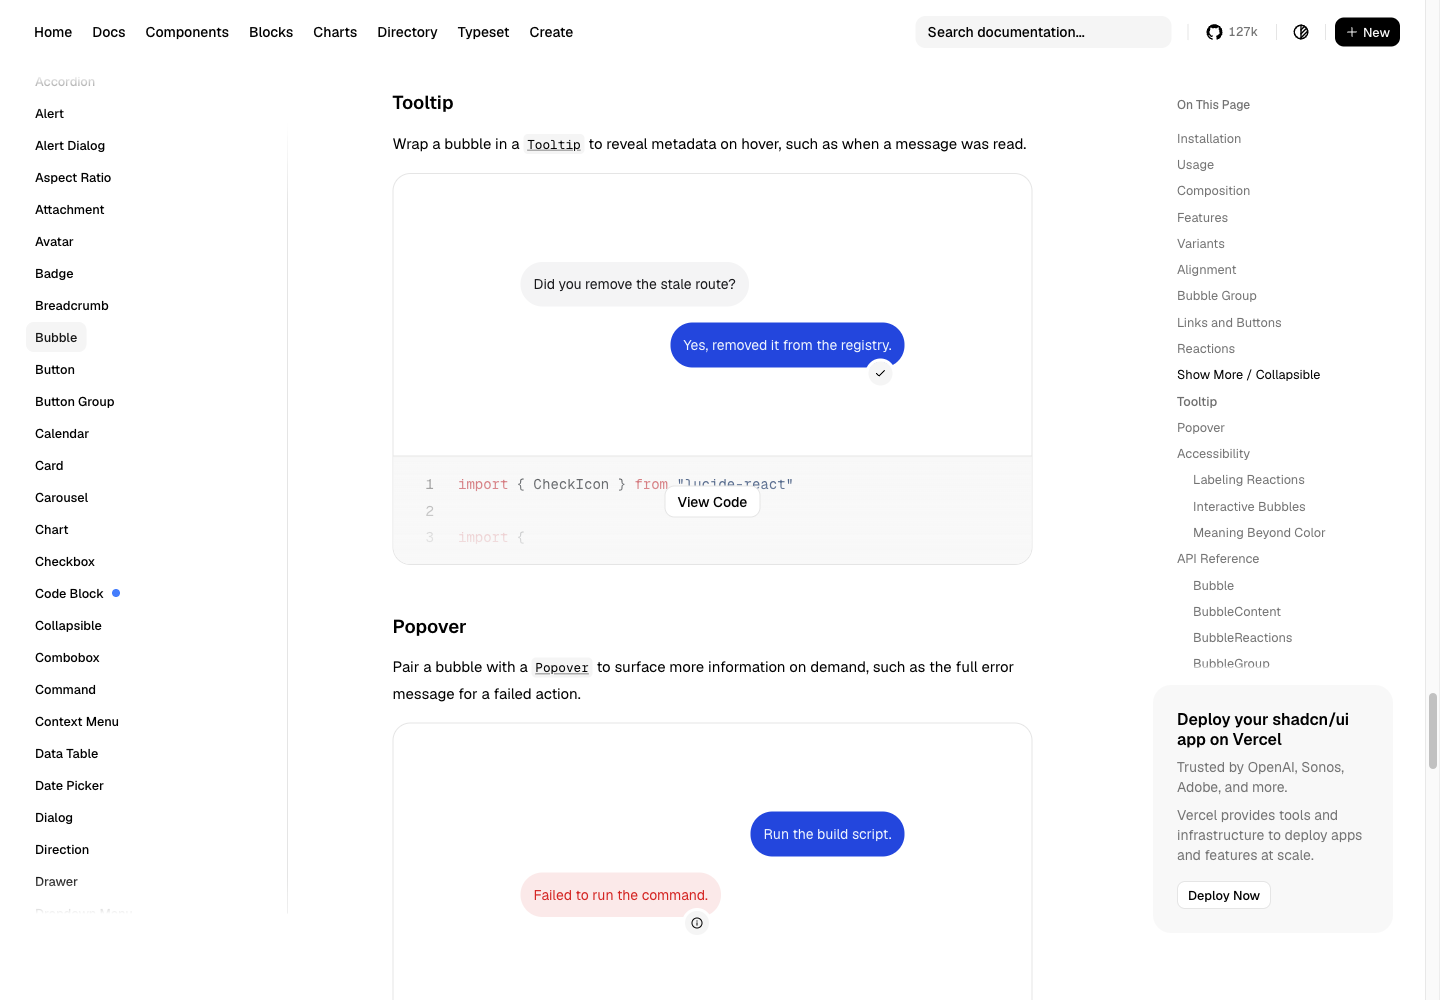 Home Docs Components Blocks Charts Directory Typeset Create
Search documentation...
127k
New
Accordion
Alert
Alert Dialog
Aspect Ratio
Attachment
Avatar
Badge
Breadcrumb
Bubble
Button
Button Group
Calendar
Card
Carousel
Chart
Checkbox
Code Block
Collapsible
Combobox
Command
Context Menu
Data Table
Date Picker
Dialog
Direction
Drawer
Dropdown Menu
Tooltip
Wrap a bubble in a Tooltip to reveal metadata on hover, such as when a message was read.
Did you remove the stale route?
Yes, removed it from the registry.
1 import { CheckIcon } from "lucide-react"
View Code
2
3 import {
Popover
Pair a bubble with a Popover to surface more information on demand, such as the full error
message for a failed action.
Run the build script.
Failed to run the command.
On This Page
Installation
Usage
Composition
Features
Variants
Alignment
Bubble Group
Links and Buttons
Reactions
Show More / Collapsible
Tooltip
Popover
Accessibility
Labeling Reactions
Interactive Bubbles
Meaning Beyond Color
API Reference
Bubble
BubbleContent
BubbleReactions
BubbleGroup
Deploy your shadcn/ui
app on Vercel
Trusted by OpenAI, Sonos,
Adobe, and more.
Vercel provides tools and
infrastructure to deploy apps
and features at scale.
Deploy Now